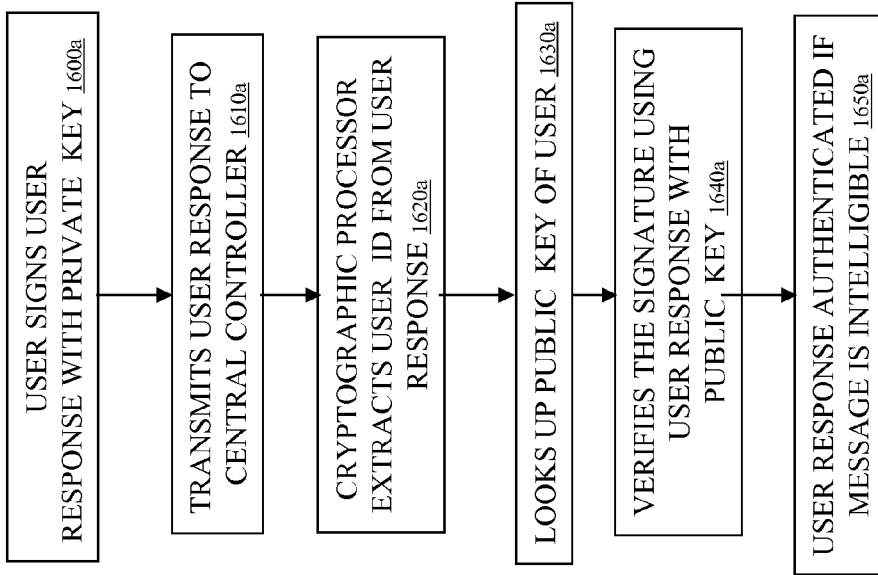 USER SIGNS USER
RESPONSE WITH PRIVATE KEY 1600a
TRANSMITS USER RESPONSE TO
CENTRAL CONTROLLER 1610a
CRYPTOGRAPHIC PROCESSOR
EXTRACTS USER ID FROM USER
RESPONSE 1620a
LOOKS UP PUBLIC KEY OF USER 1630a
VERIFIES THE SIGNATURE USING
USER RESPONSE WITH
PUBLIC KEY 1640a
USER RESPONSE AUTHENTICATED IF
MESSAGE IS INTELLIGIBLE 1650a